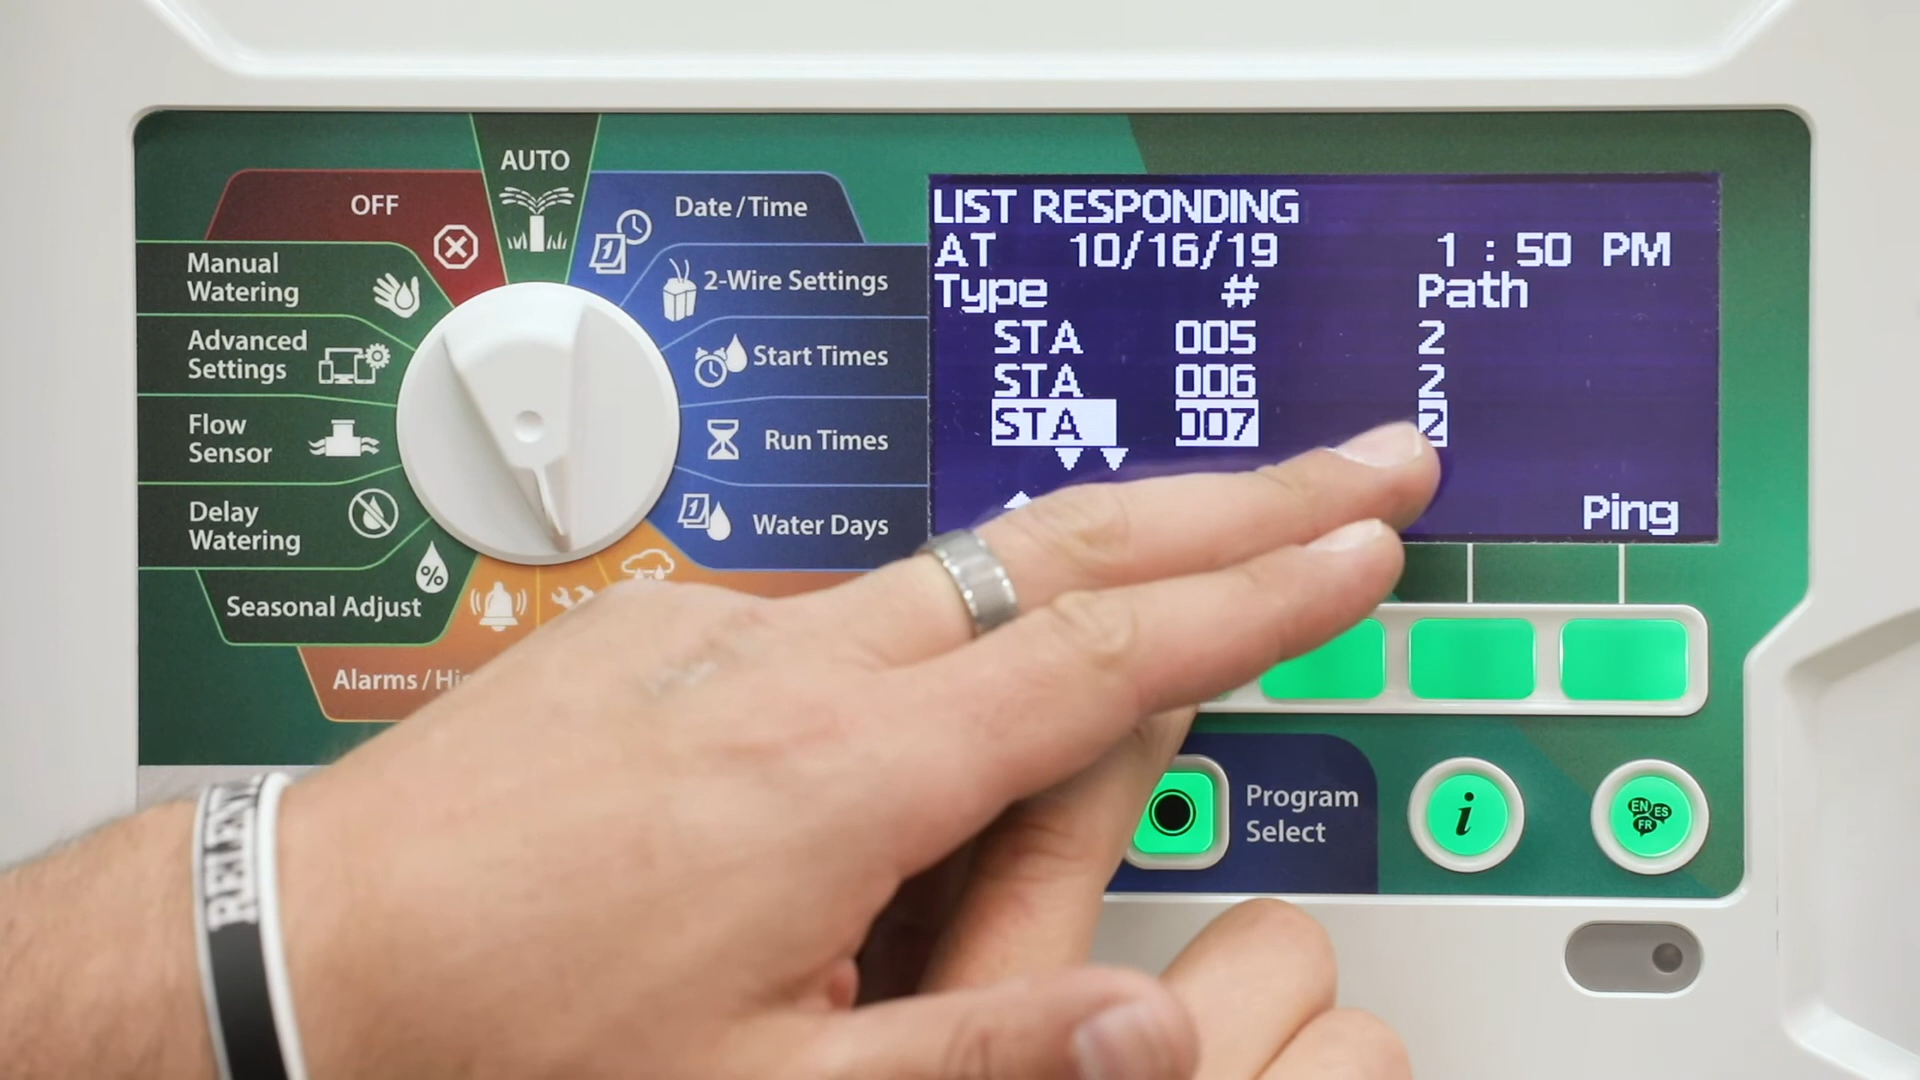 AUTO
OFF
Manual
Watering
Advanced
Settings
Flow
Sensor
Delay
Watering
%
Seasonal Adjust
Alarms /
Date / Time
1
2-Wire Settings
Start Times
Run Times
1
Water Days
LIST RESPONDING
AT 10/16/19 1 : 50 PM
Type # Path
STA 005 2
STA 006 2
STA 007 2
Ping
Program
Select
i
EN
ES
FR